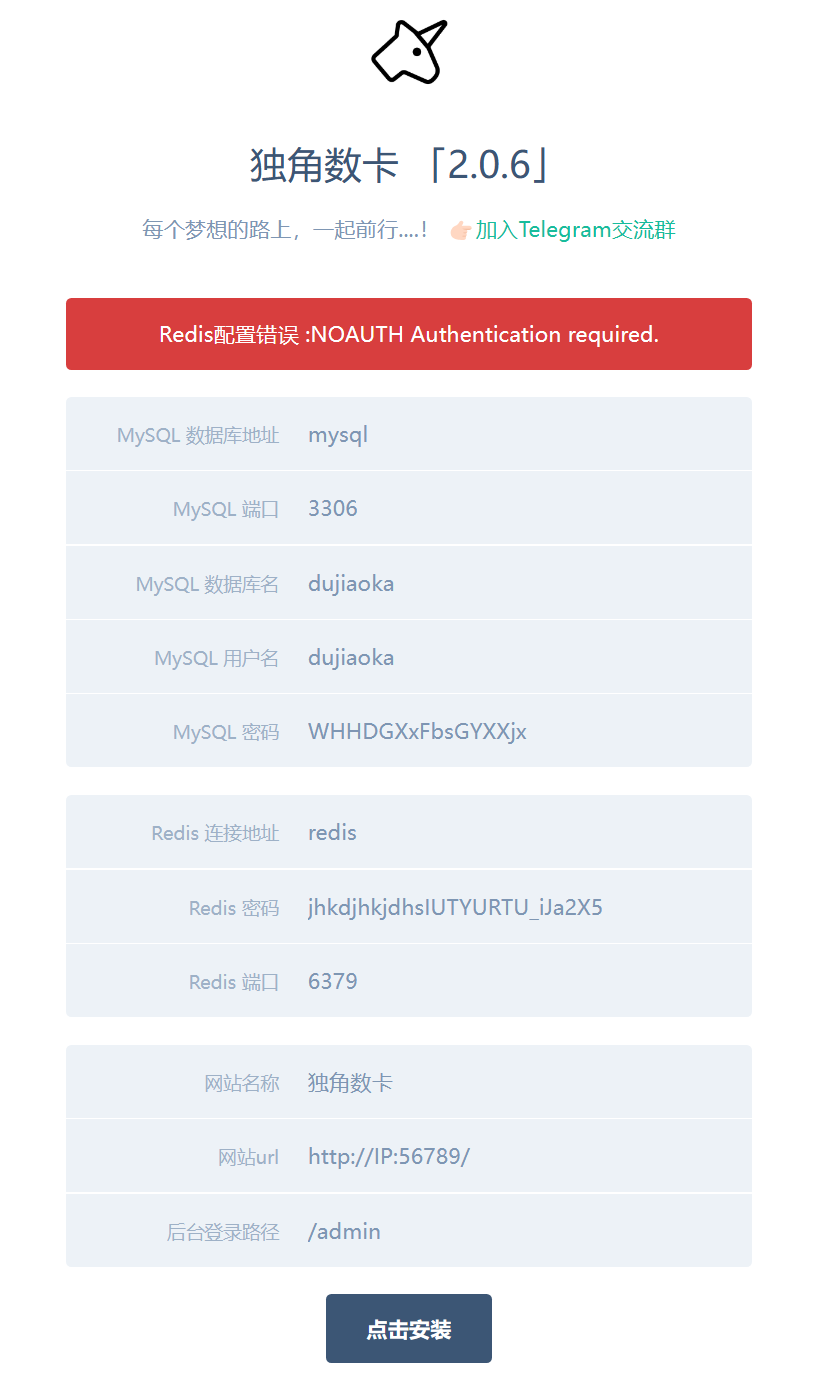 独角数卡 「2.0.6」
每个梦想的路上，一起前行....！ 👉🏻加入Telegram交流群
Redis配置错误 :NOAUTH Authentication required.
MySQL 数据库地址 mysql
MySQL 端口 3306
MySQL 数据库名 dujiaoka
MySQL 用户名 dujiaoka
MySQL 密码 WHHDGXxFbsGYXXjx
Redis 连接地址 redis
Redis 密码 jhkdjhkjdhsIUTYURTU_iJa2X5
Redis 端口 6379
网站名称 独角数卡
网站url http://IP:56789/
后台登录路径 /admin
点击安装